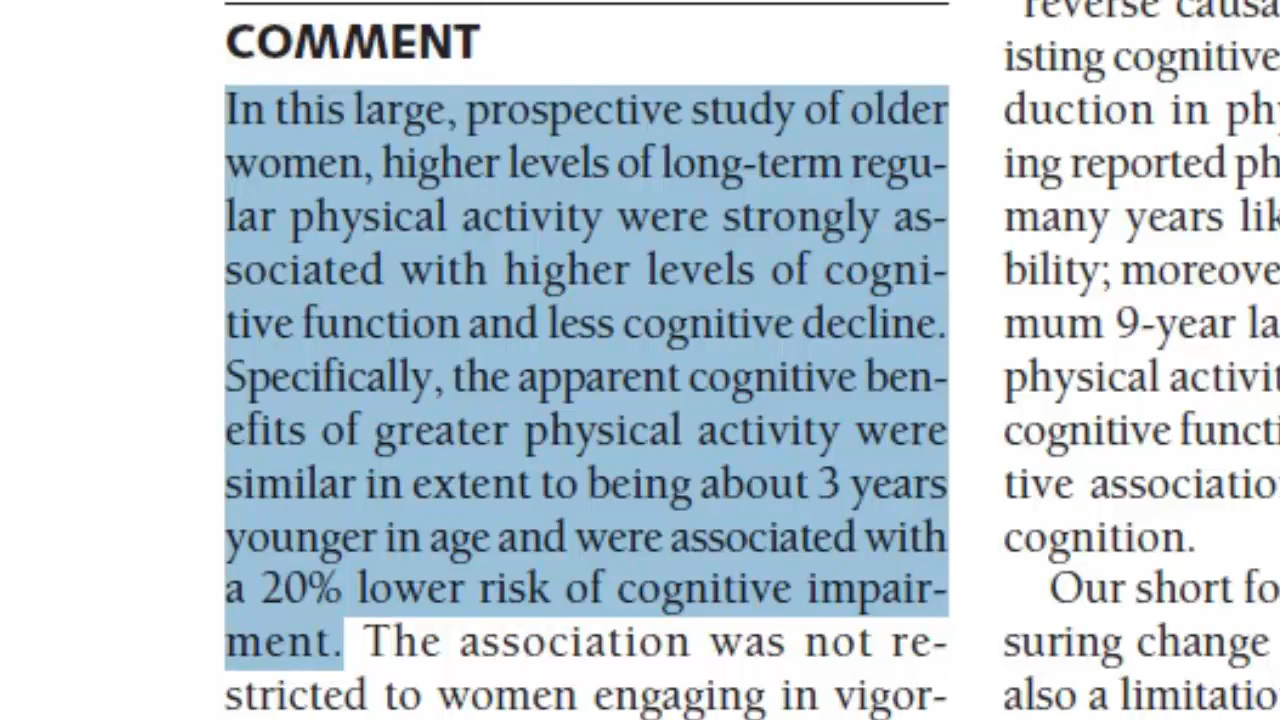 COMMENT
In this large, prospective study of older
women, higher levels of long-term regu-
lar physical activity were strongly as-
sociated with higher levels of cogni-
tive function and less cognitive decline.
Specifically, the apparent cognitive ben-
efits of greater physical activity were
similar in extent to being about 3 years
younger in age and were associated with
a 20% lower risk of cognitive impair-
ment. The association was not re-
stricted to women engaging in vigor-
reverse causa
isting cognitive
duction in phy
ing reported ph
many years lik
bility; moreove
mum 9-year la
physical activit
cognitive functi
tive associatio
cognition.
Our short fo
suring change
also a limitatio